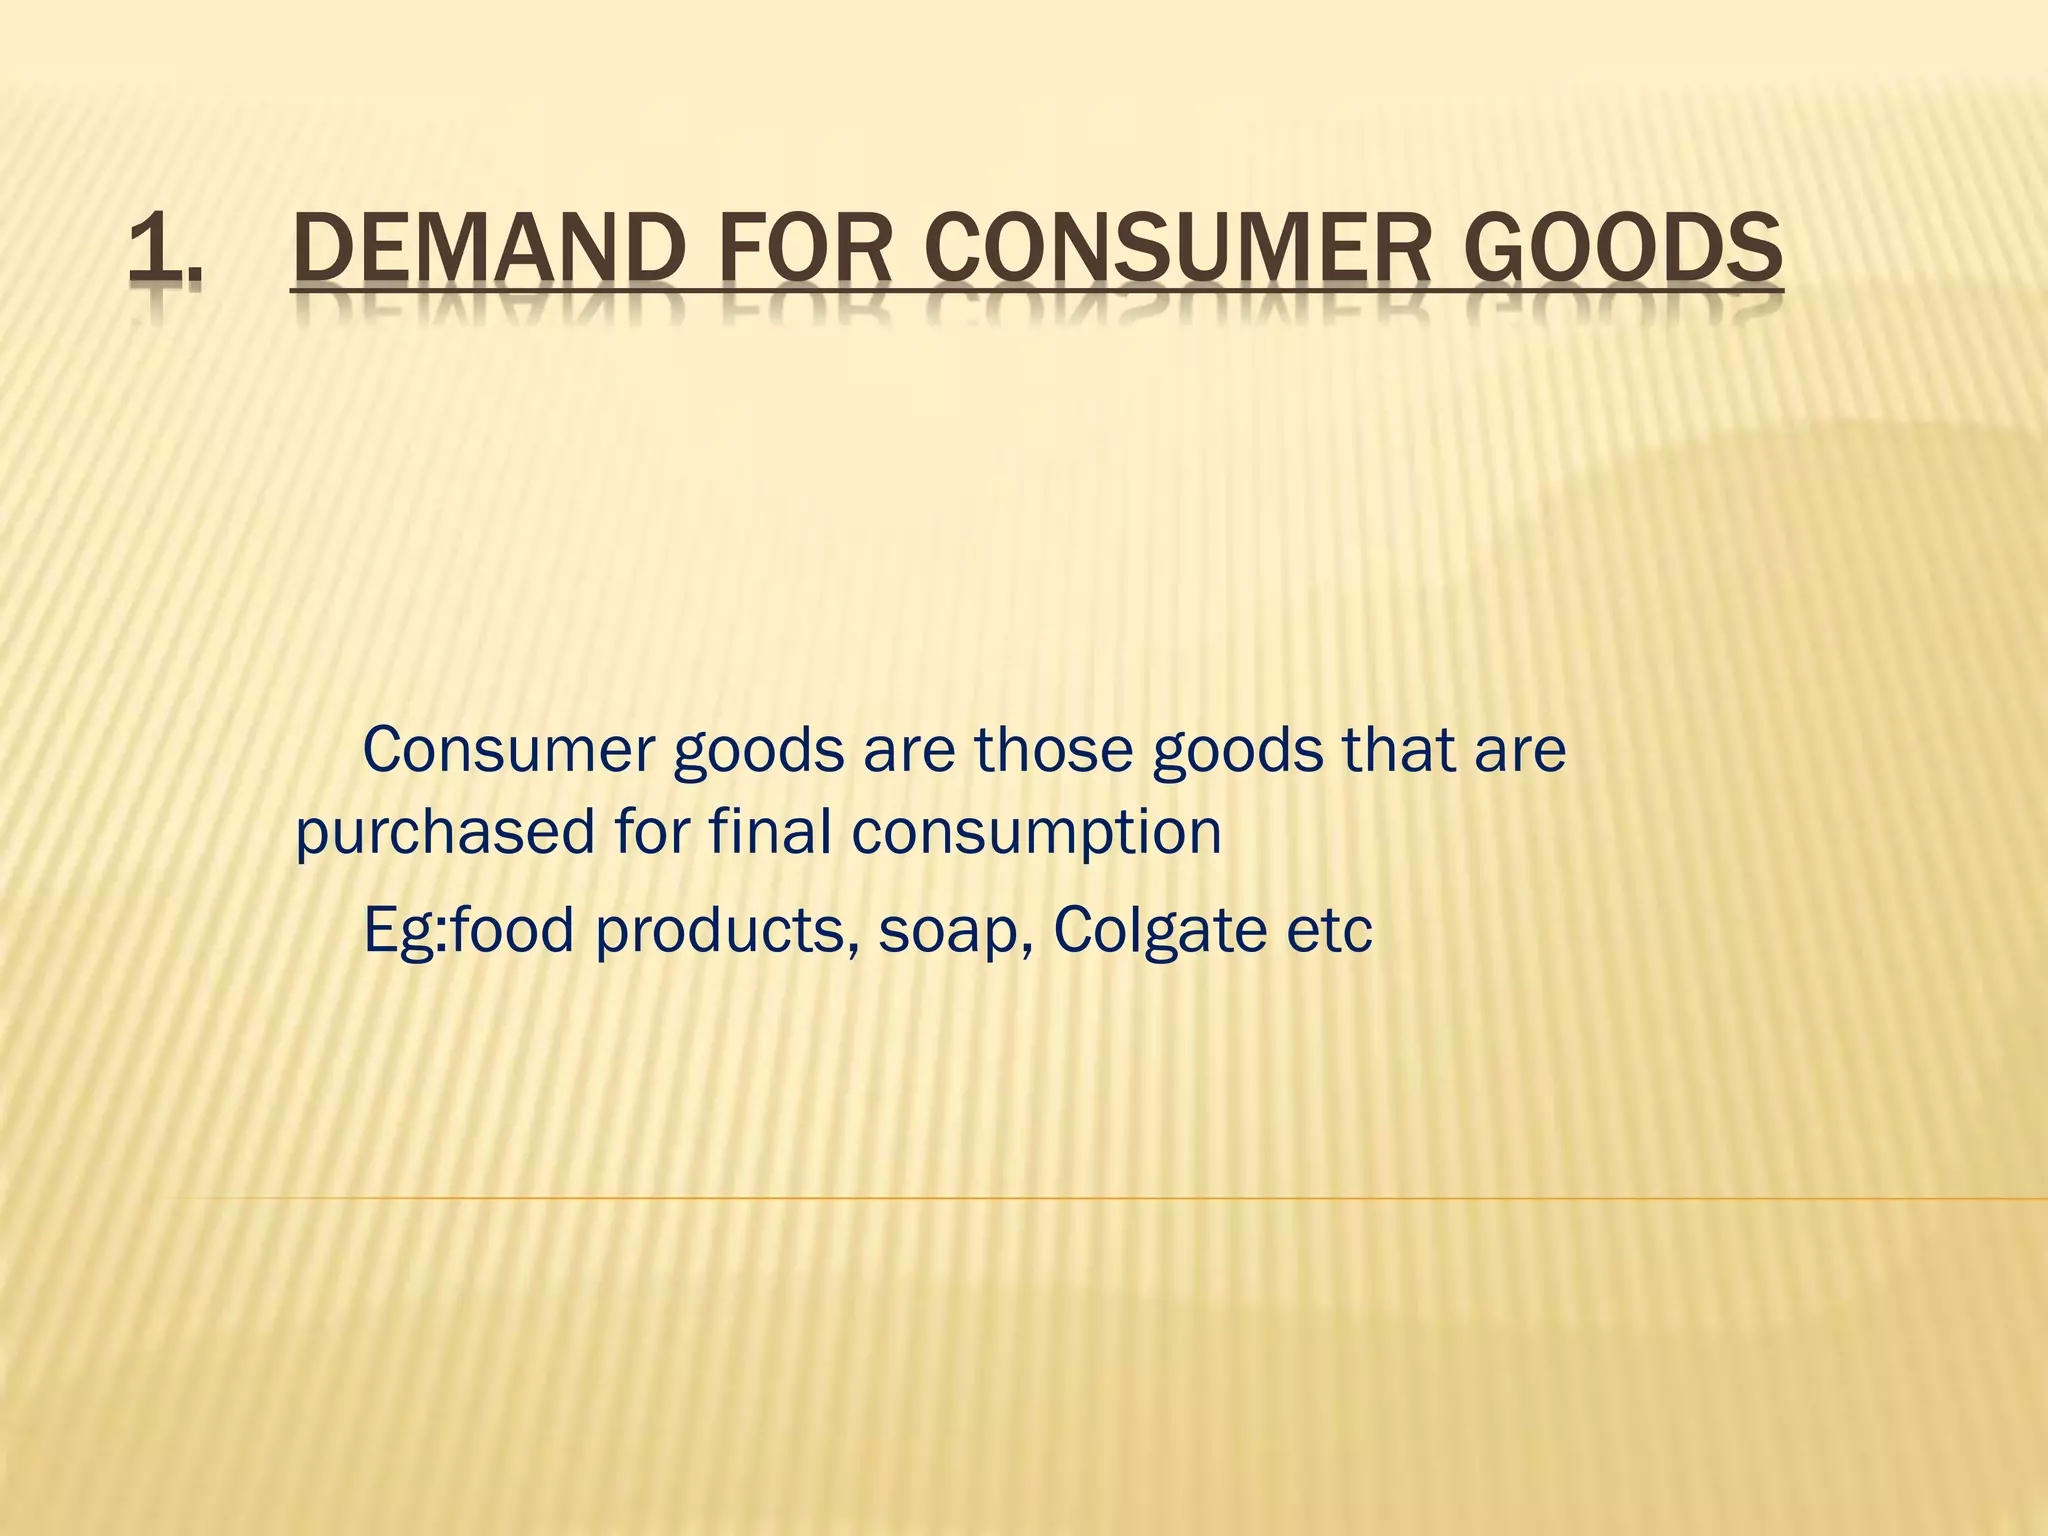 1. DEMAND FOR CONSUMER GOODS
Consumer goods are those goods that are
purchased for final consumption
Eg:food products, soap, Colgate etc